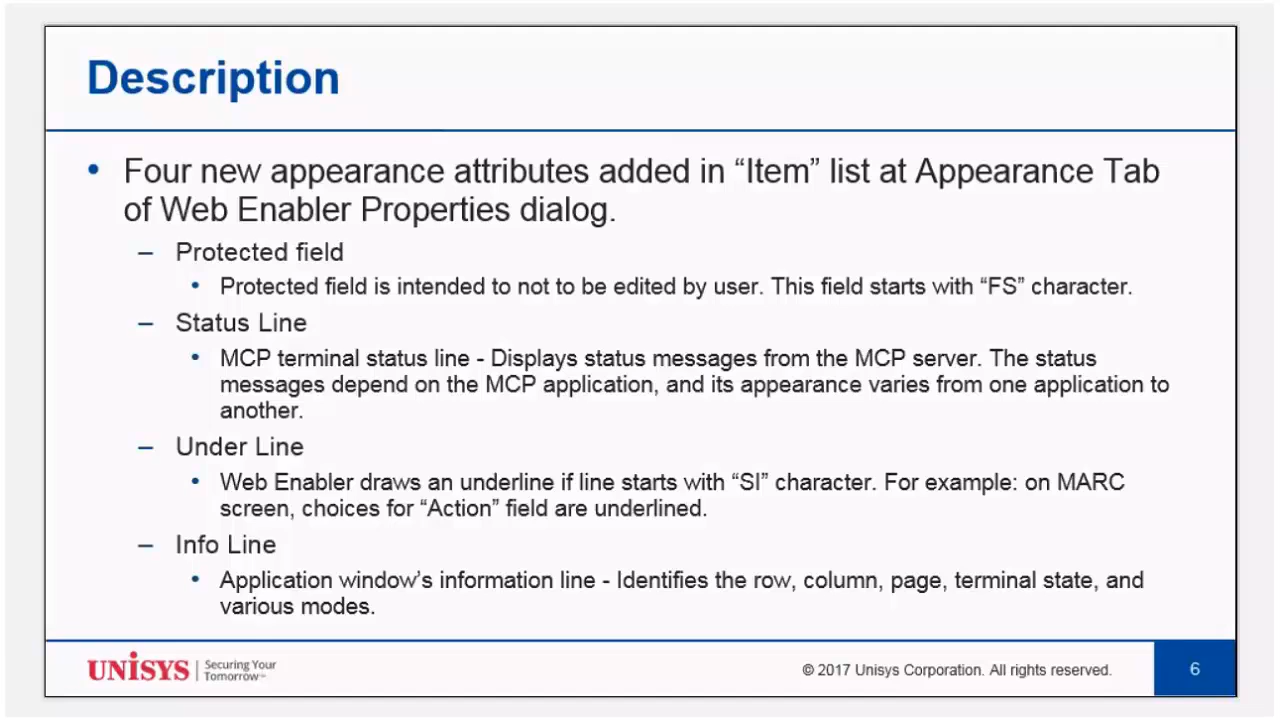 Description
• Four new appearance attributes added in “Item” list at Appearance Tab
of Web Enabler Properties dialog.
– Protected field
• Protected field is intended to not to be edited by user. This field starts with “FS” character.
– Status Line
• MCP terminal status line - Displays status messages from the MCP server. The status
messages depend on the MCP application, and its appearance varies from one application to
another.
– Under Line
• Web Enabler draws an underline if line starts with “SI” character. For example: on MARC
screen, choices for “Action” field are underlined.
– Info Line
• Application window’s information line - Identifies the row, column, page, terminal state, and
various modes.
UNISYS | Securing Your
Tomorrow℠
© 2017 Unisys Corporation. All rights reserved.
6